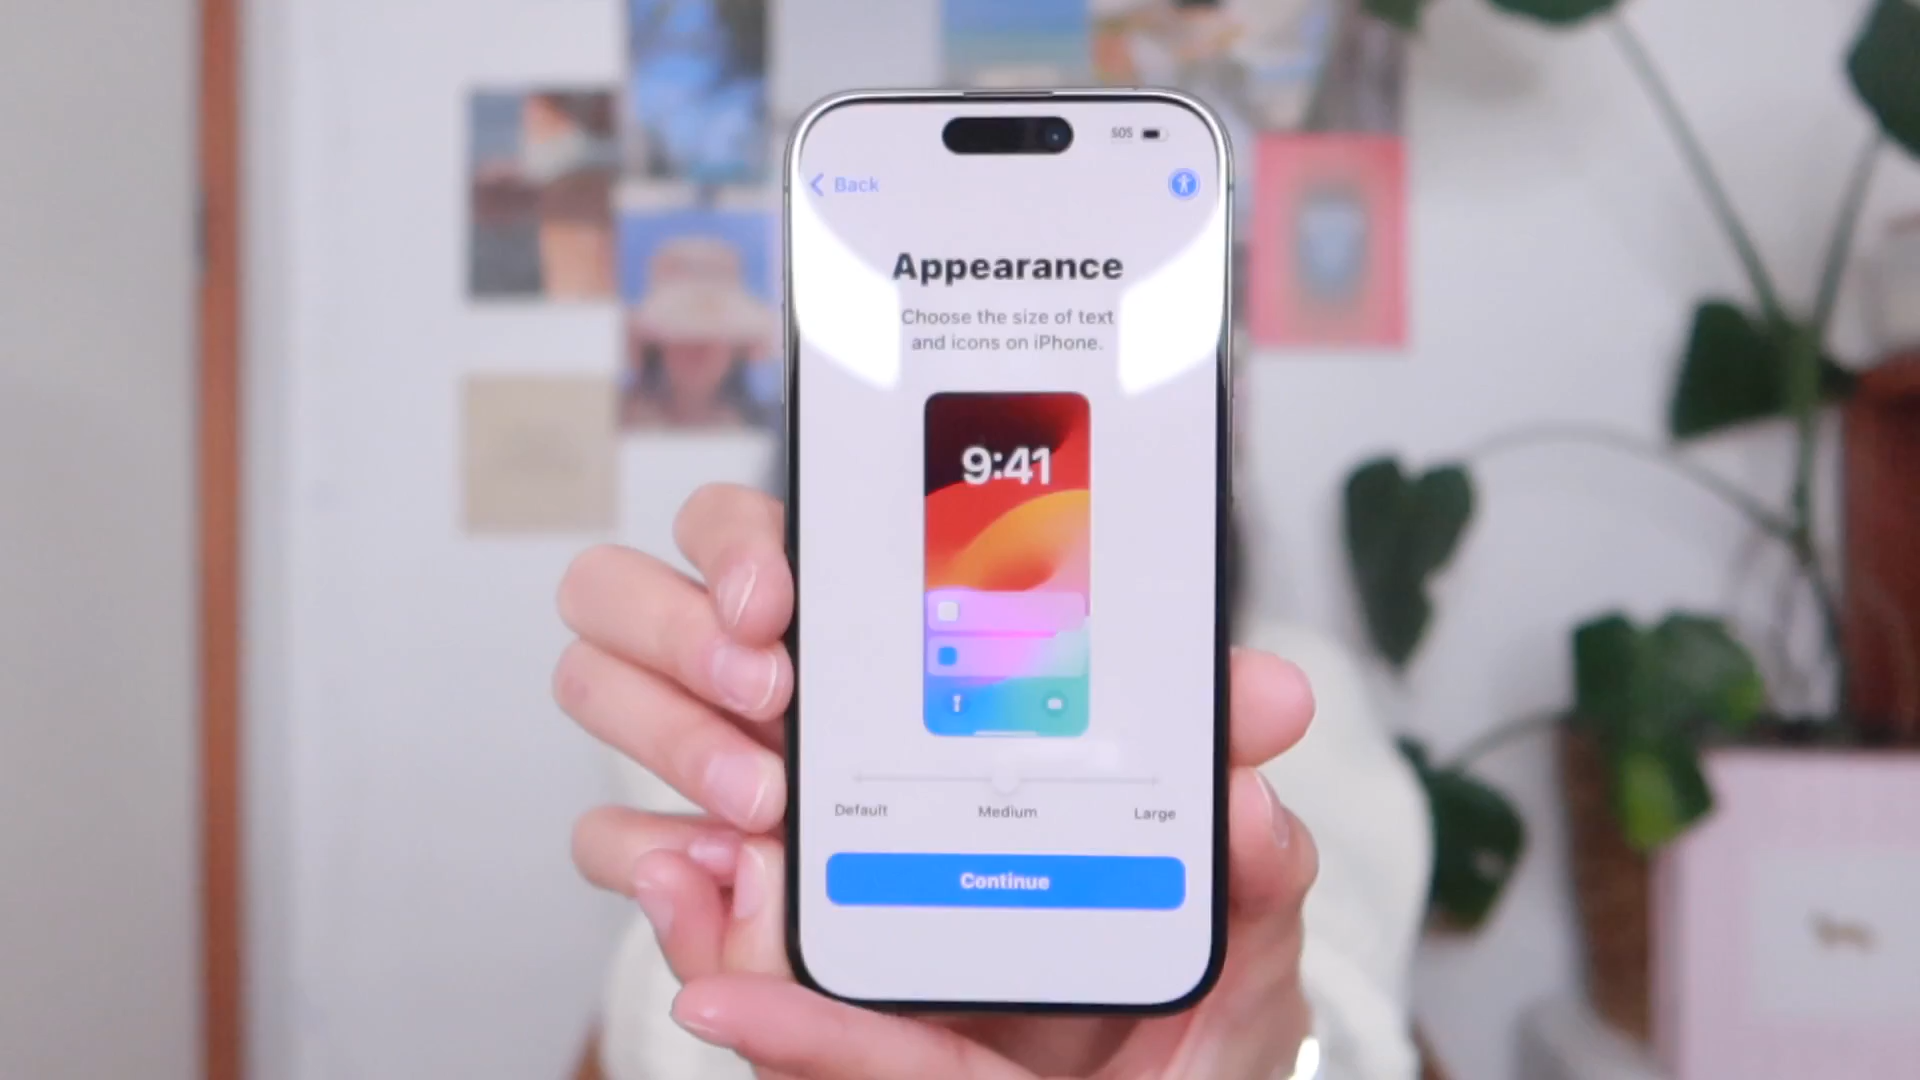 SOS
Back
Appearance
Choose the size of text
and icons on iPhone.
9:41
Default Medium Large
Continue